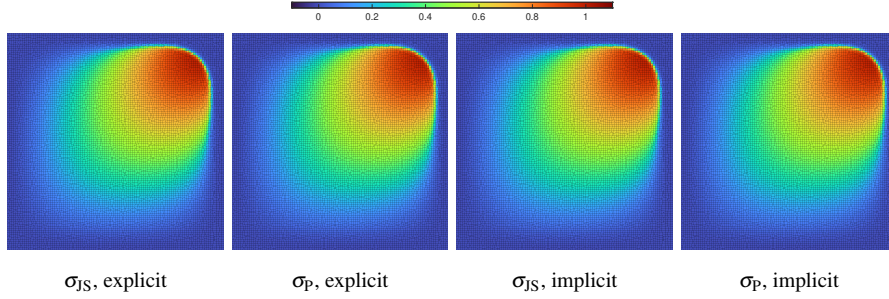 0 0.2 0.4 0.6 0.8 1
σJS, explicit σP, explicit σJS, implicit σP, implicit